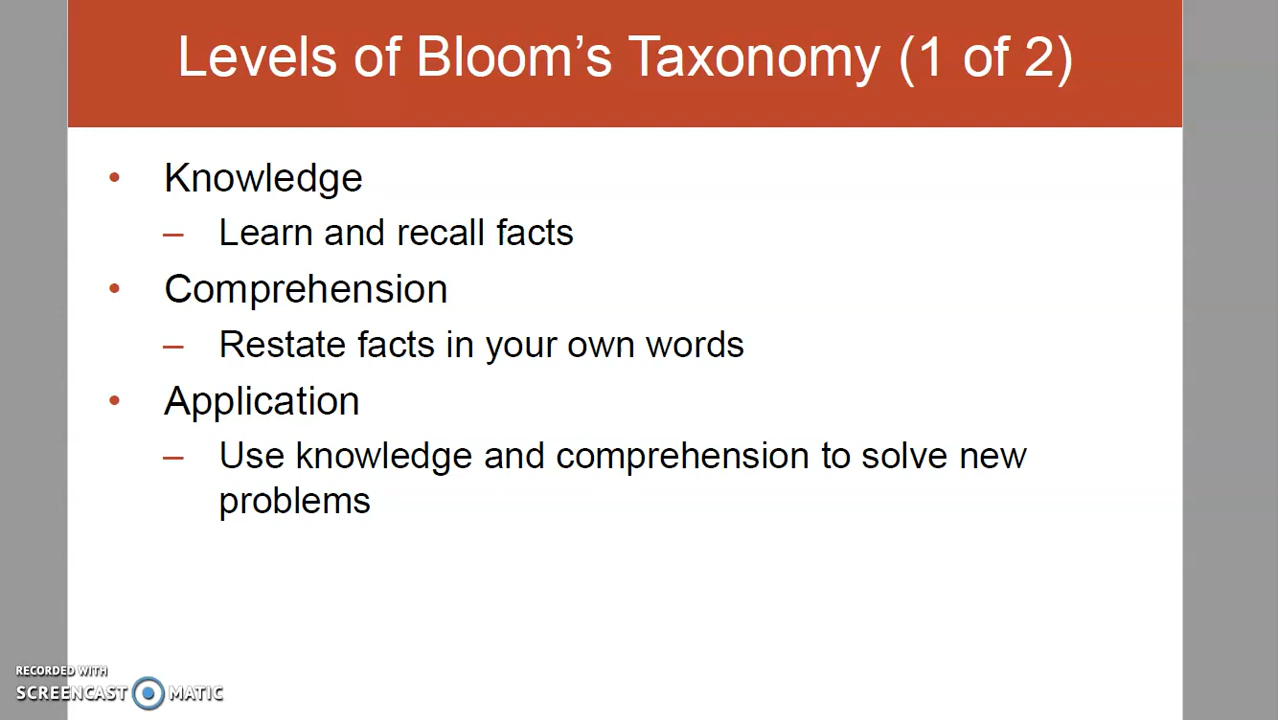 Levels of Bloom’s Taxonomy (1 of 2)
• Knowledge
– Learn and recall facts
• Comprehension
– Restate facts in your own words
• Application
– Use knowledge and comprehension to solve new
problems
RECORDED WITH
SCREENCAST MATIC